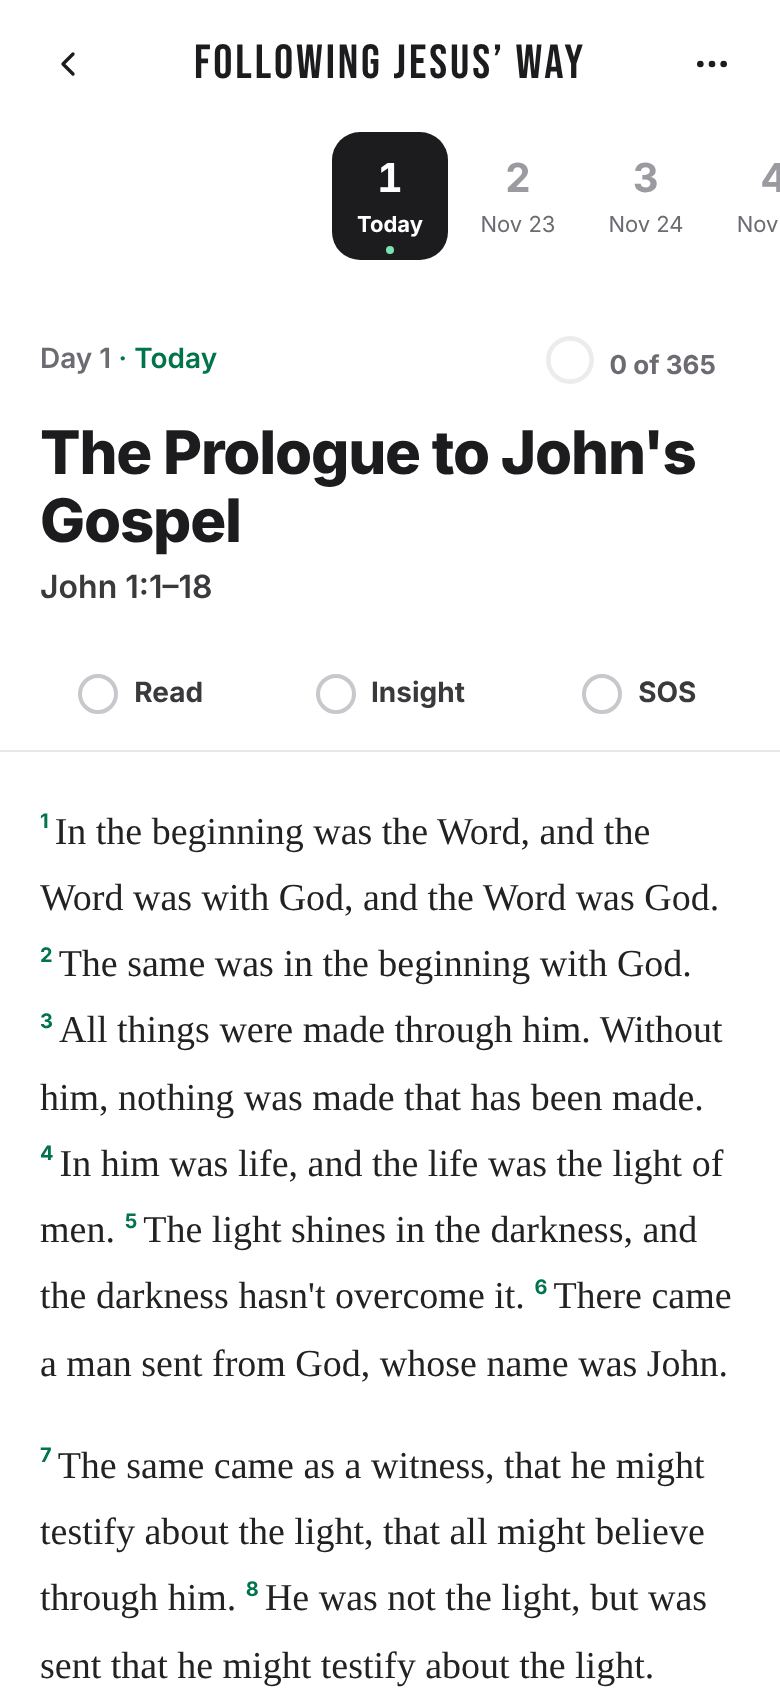 FOLLOWING JESUS’ WAY
1 2 3 4
Today Nov 23 Nov 24 Nov
Day 1 · Today 0 of 365
The Prologue to John's
Gospel
John 1:1–18
Read Insight SOS
1 In the beginning was the Word, and the
Word was with God, and the Word was God.
2 The same was in the beginning with God.
3 All things were made through him. Without
him, nothing was made that has been made.
4 In him was life, and the life was the light of
men. 5 The light shines in the darkness, and
the darkness hasn't overcome it. 6 There came
a man sent from God, whose name was John.
7 The same came as a witness, that he might
testify about the light, that all might believe
through him. 8 He was not the light, but was
sent that he might testify about the light.